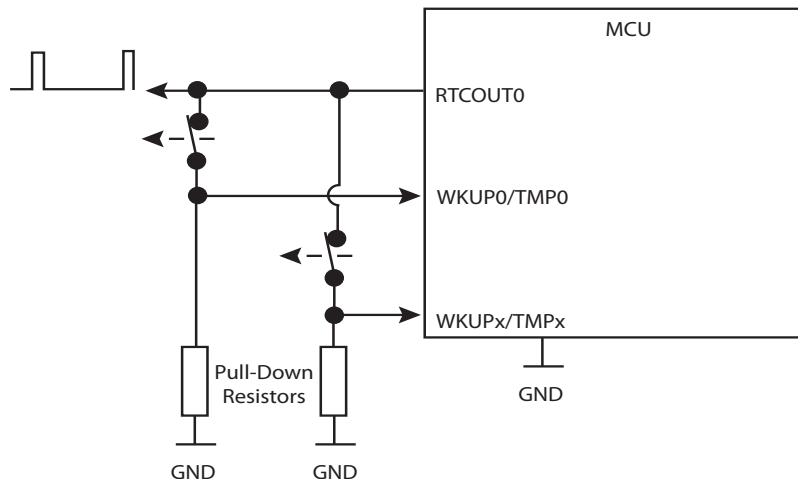 MCU
RTCOUT0
WKUP0/TMP0
WKUPx/TMPx
Pull-Down
Resistors
GND
GND
GND